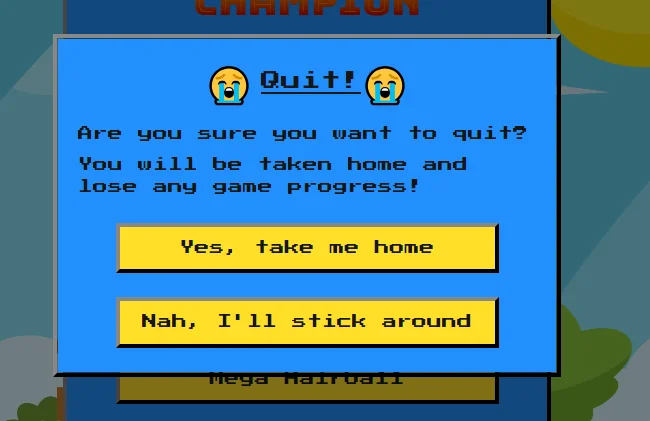 CHAMPION
Quit!
Are you sure you want to quit?
You will be taken home and
lose any game progress!
Yes, take me home
Nah, I'll stick around
Mega Hairball